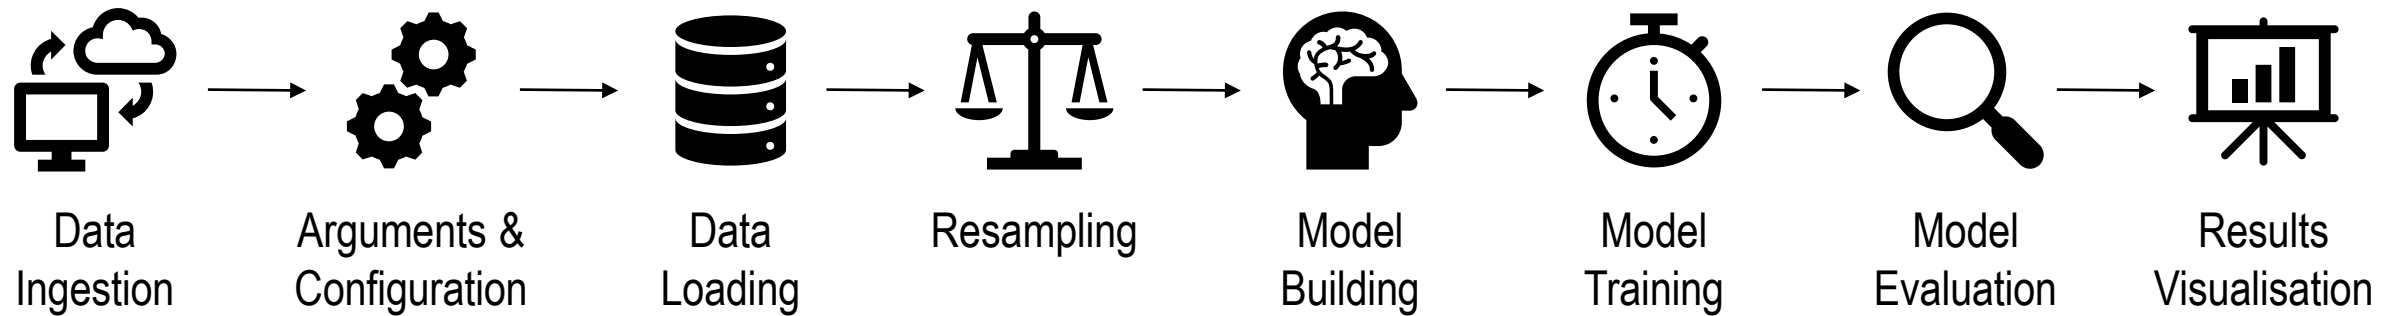 Data
Ingestion
Arguments &
Configuration
Data
Loading
Resampling
Model
Building
Model
Training
Model
Evaluation
Results
Visualisation